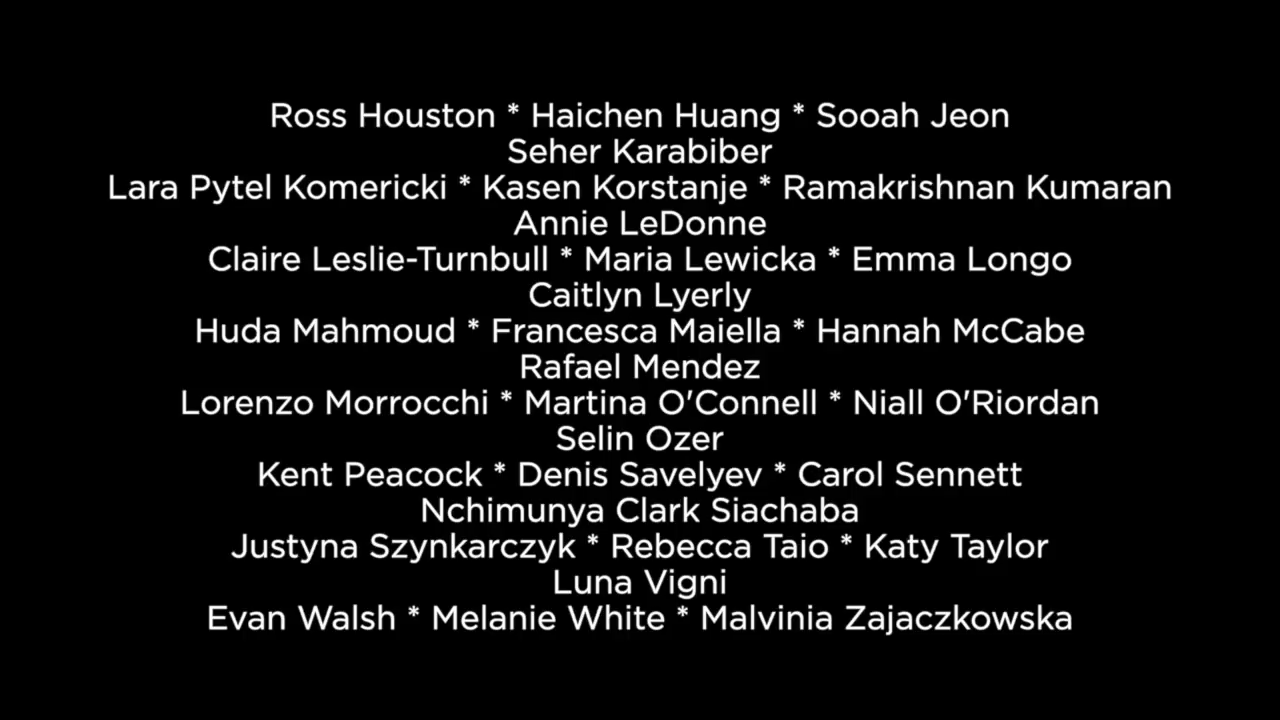 Ross Houston * Haichen Huang * Sooah Jeon
Seher Karabiber
Lara Pytel Komericki * Kasen Korstanje * Ramakrishnan Kumaran
Annie LeDonne
Claire Leslie-Turnbull * Maria Lewicka * Emma Longo
Caitlyn Lyerly
Huda Mahmoud * Francesca Maiella * Hannah McCabe
Rafael Mendez
Lorenzo Morrocchi * Martina O'Connell * Niall O'Riordan
Selin Ozer
Kent Peacock * Denis Savelyev * Carol Sennett
Nchimunya Clark Siachaba
Justyna Szynkarczyk * Rebecca Taio * Katy Taylor
Luna Vigni
Evan Walsh * Melanie White * Malvinia Zajaczkowska